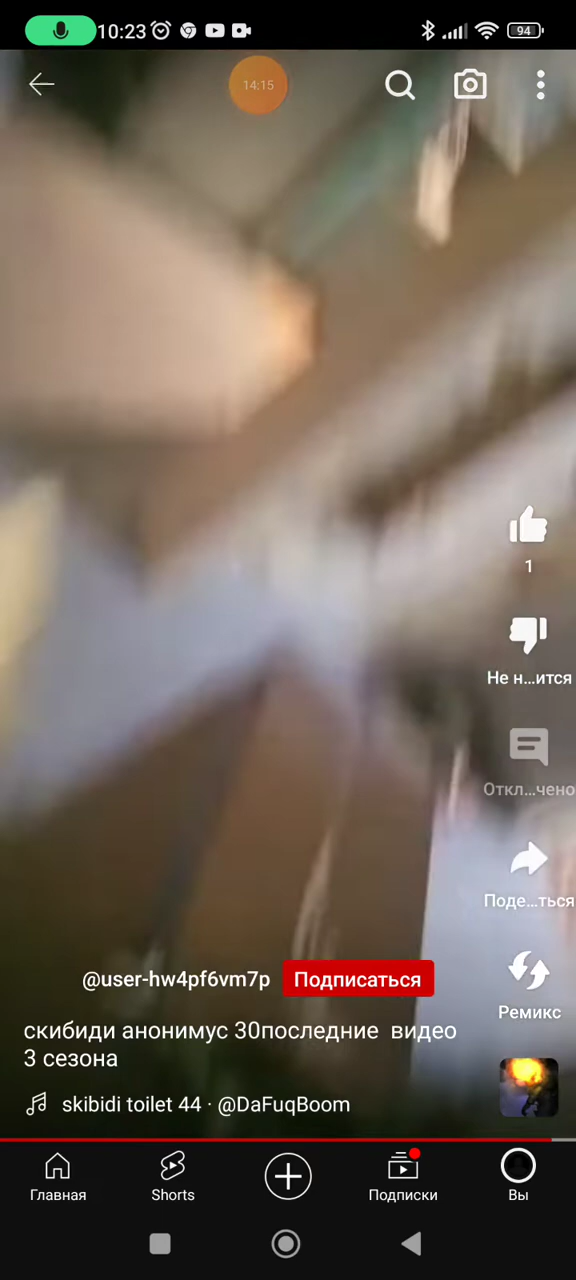 10:23
94
14:15
1
Не н...ится
Откл...чено
Поде...ться
@user-hw4pf6vm7p Подписаться
Ремикс
скибиди анонимус 30последние видео
3 сезона
skibidi toilet 44 · @DaFuqBoom
Главная Shorts Подписки Вы